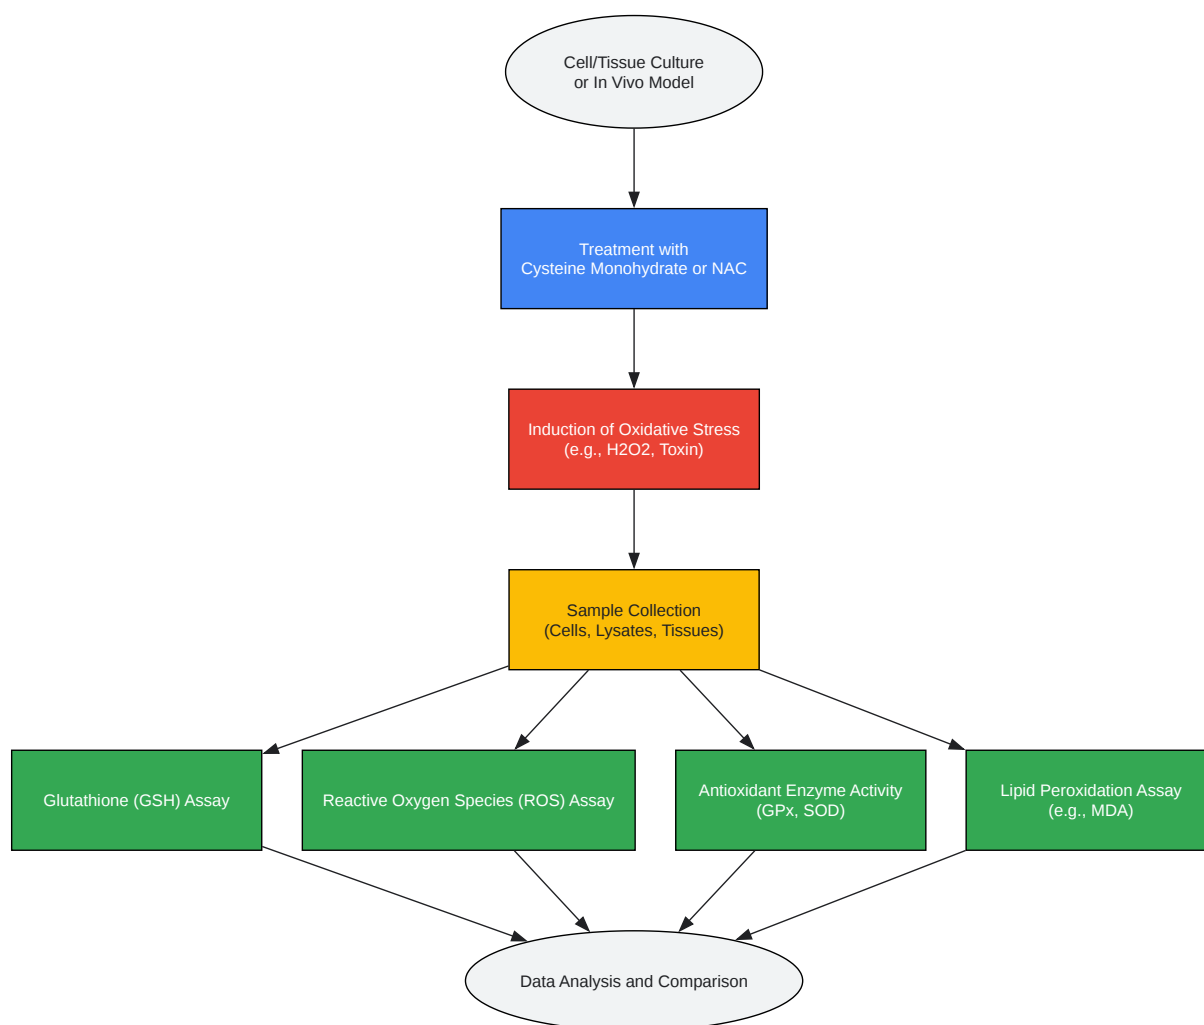 Cell/Tissue Culture
or In Vivo Model
Treatment with
Cysteine Monohydrate or NAC
Induction of Oxidative Stress
(e.g., H2O2, Toxin)
Sample Collection
(Cells, Lysates, Tissues)
Glutathione (GSH) Assay
Reactive Oxygen Species (ROS) Assay
Antioxidant Enzyme Activity
(GPx, SOD)
Lipid Peroxidation Assay
(e.g., MDA)
Data Analysis and Comparison